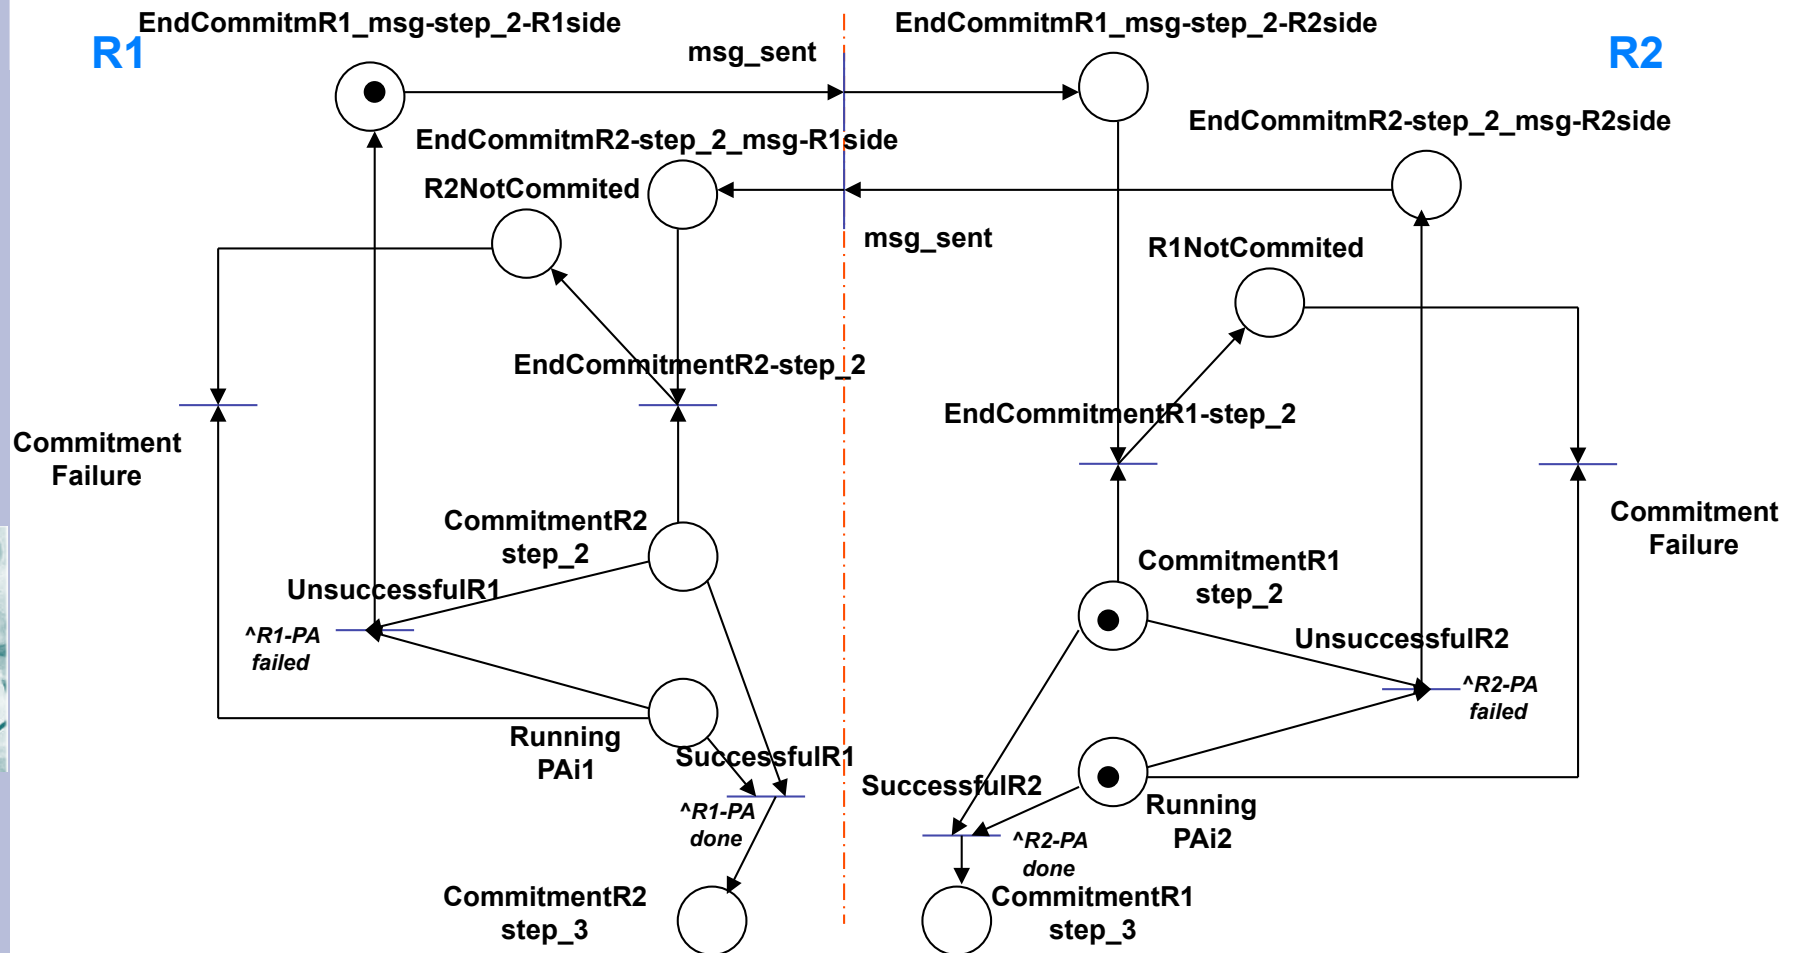 EndCommitmR1_msg-step_2-R1side
EndCommitmR1_msg-step_2-R2side
R1
msg_sent
R2
EndCommitmR2-step_2_msg-R2side
EndCommitmR2-step_2_msg-R1side
R2NotCommited
msg_sent
R1NotCommited
EndCommitmentR2-step_2
EndCommitmentR1-step_2
Commitment
Failure
Commitment
Failure
CommitmentR2
step_2
CommitmentR1
step_2
UnsuccessfulR1
^R1-PA
failed
UnsuccessfulR2
^R2-PA
failed
Running
PAi1
SuccessfulR1
^R1-PA
done
SuccessfulR2
Running
PAi2
^R2-PA
done
CommitmentR2
step_3
CommitmentR1
step_3